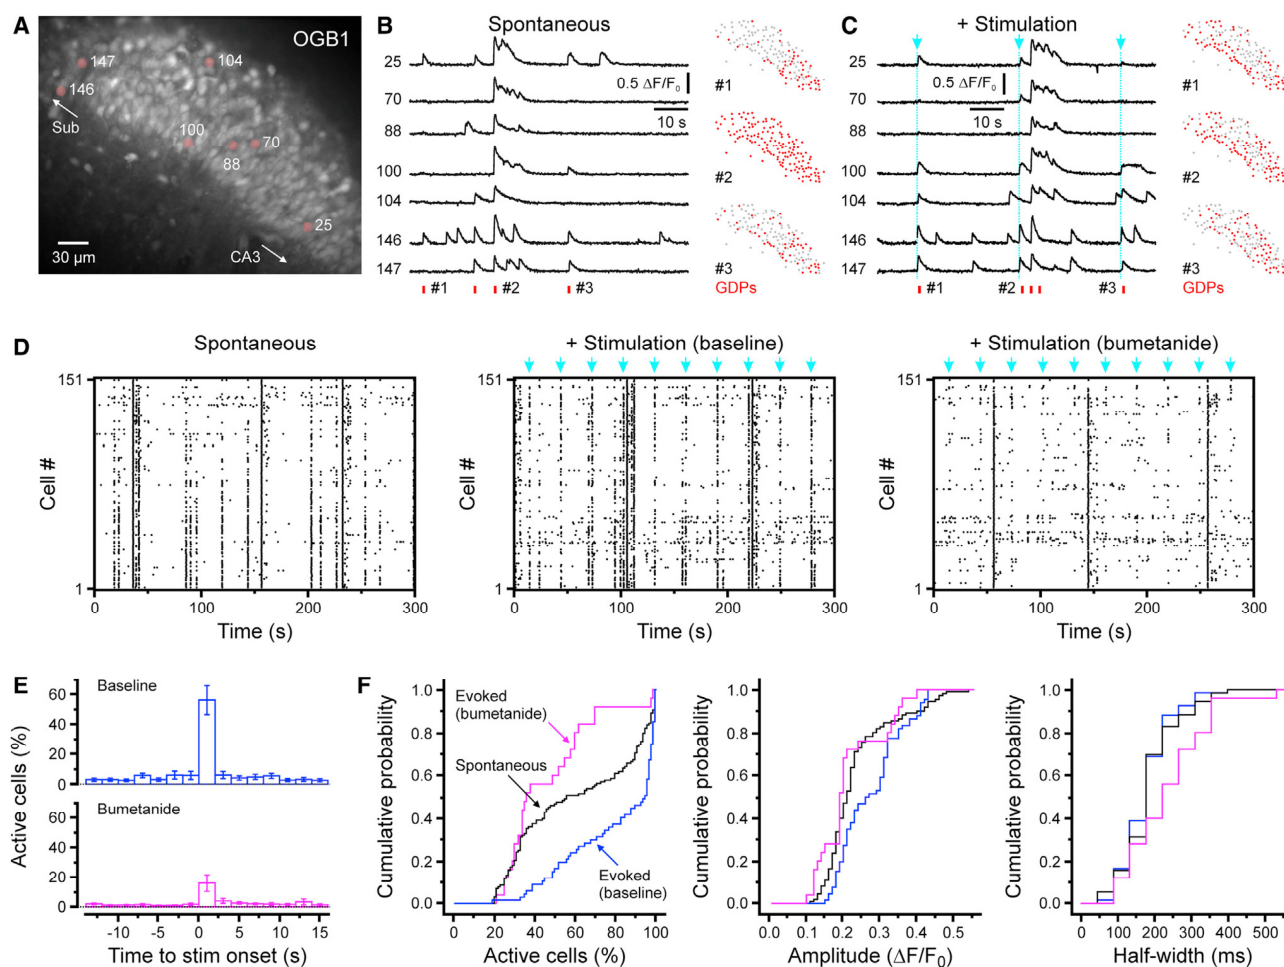 A
OGB1
147
104
146
Sub
100
70
88
25
30 µm
CA3
B
Spontaneous
25
70
88
100
104
146
147
0.5 ΔF/F0
10 s
#1
#2
#3
#1
#2
#3
GDPs
C
+ Stimulation
25
70
88
100
104
146
147
0.5 ΔF/F0
10 s
#1
#2
#3
#1
#2
#3
GDPs
D
Spontaneous
+ Stimulation (baseline)
+ Stimulation (bumetanide)
151
Cell #
1
0 100 200 300
Time (s)
151
Cell #
1
0 100 200 300
Time (s)
151
Cell #
1
0 100 200 300
Time (s)
E
Active cells (%)
Baseline
60
40
20
0
Bumetanide
60
40
20
0
-10 -5 0 5 10 15
Time to stim onset (s)
F
Cumulative probability
1.0
0.8
0.6
0.4
0.2
0.0
Evoked
(bumetanide)
Spontaneous
Evoked
(baseline)
0 20 40 60 80 100
Active cells (%)
Cumulative probability
1.0
0.8
0.6
0.4
0.2
0.0
0.0 0.1 0.2 0.3 0.4 0.5
Amplitude (ΔF/F0)
Cumulative probability
1.0
0.8
0.6
0.4
0.2
0.0
0 100 200 300 400 500
Half-width (ms)